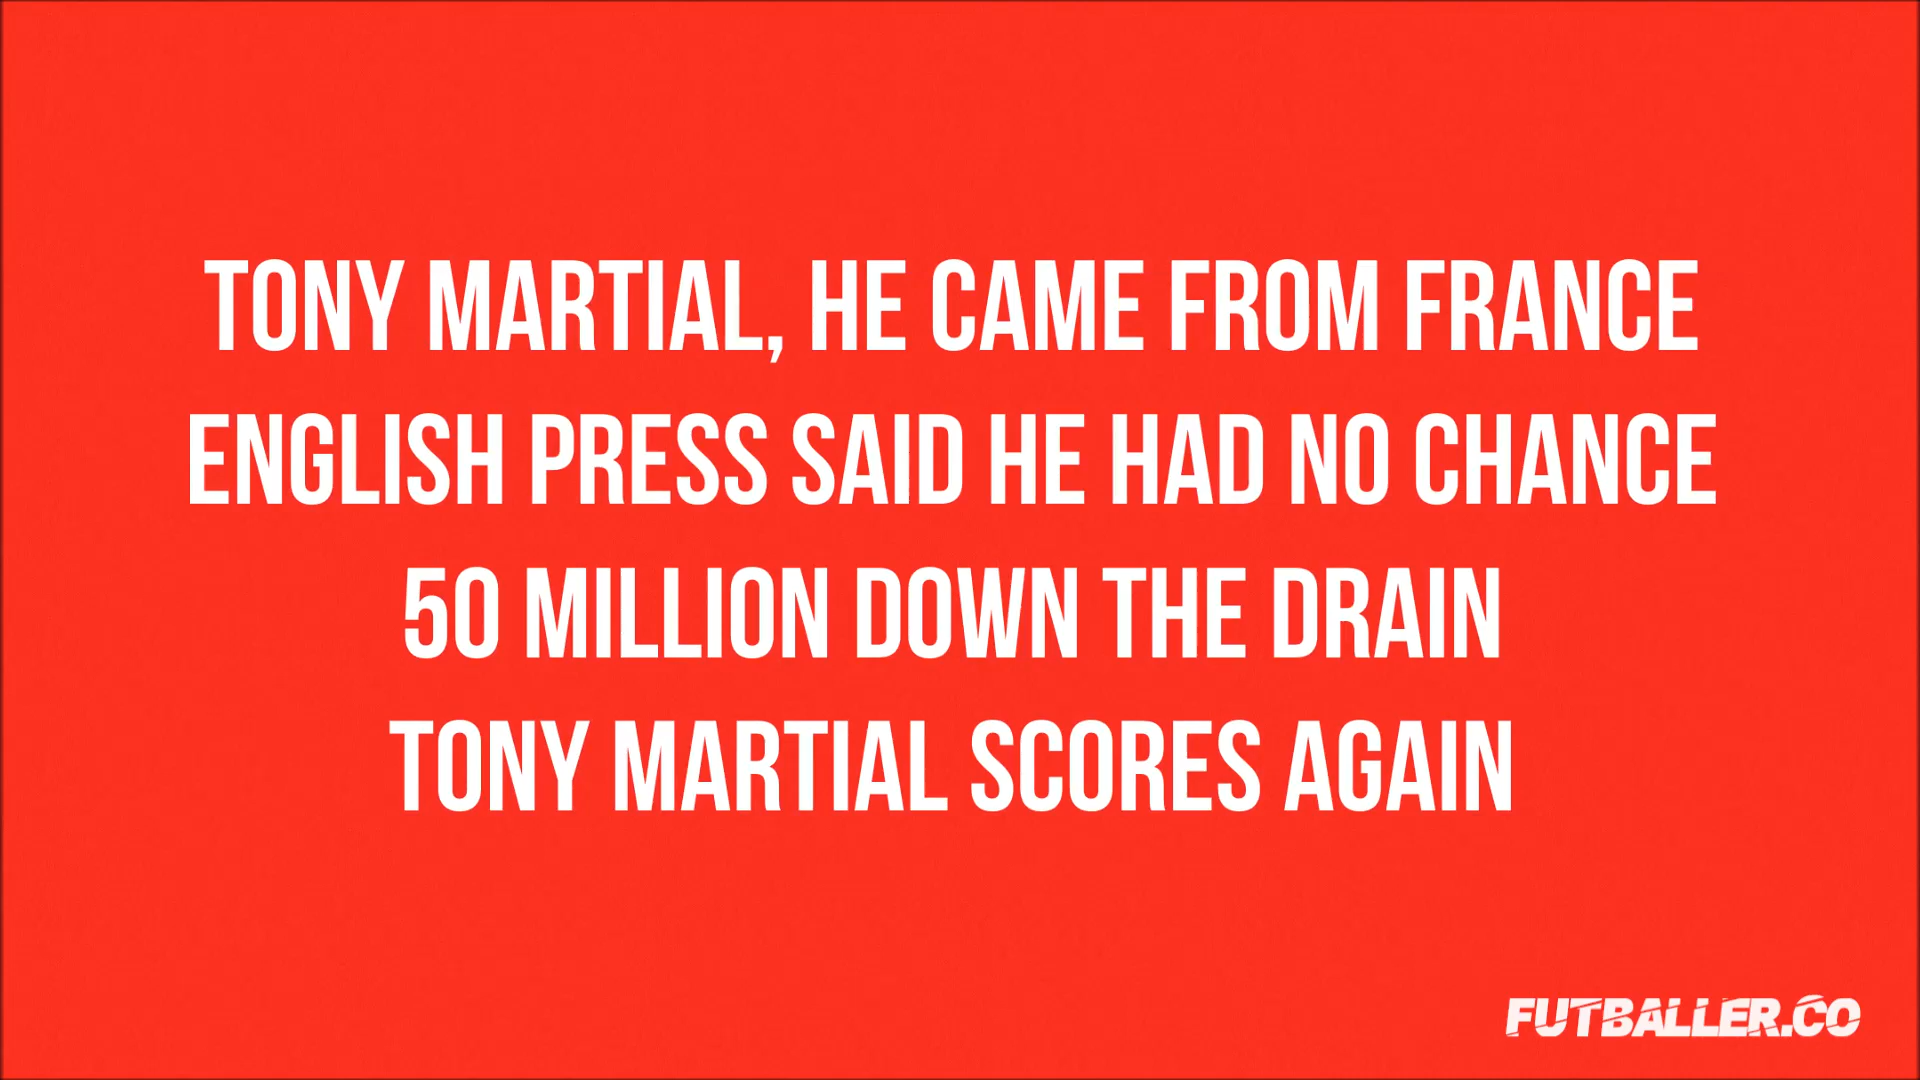 TONY MARTIAL, HE CAME FROM FRANCE
ENGLISH PRESS SAID HE HAD NO CHANCE
50 MILLION DOWN THE DRAIN
TONY MARTIAL SCORES AGAIN
FUTBALLER.CO